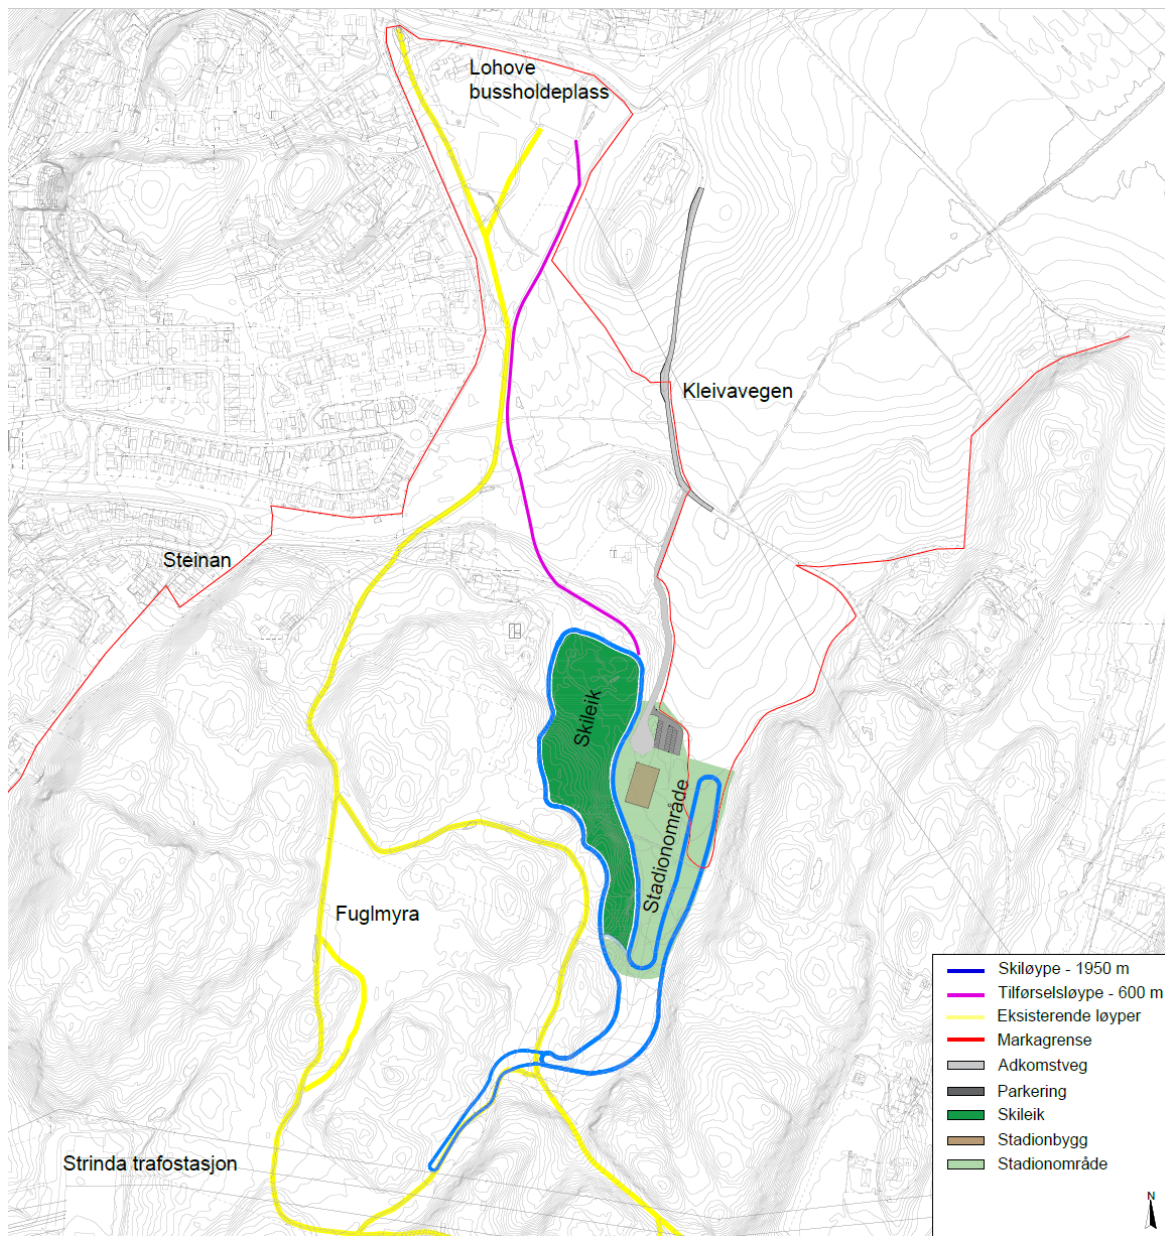 Lohove
bussholdeplass
Kleivavegen
Steinan
Skileik
Stadionområde
Fuglmyra
Strinda trafostasjon
Skiløype - 1950 m
Tilførselsløype - 600 m
Eksisterende løyper
Markagrense
Adkomstveg
Parkering
Skileik
Stadionbygg
Stadionområde
N